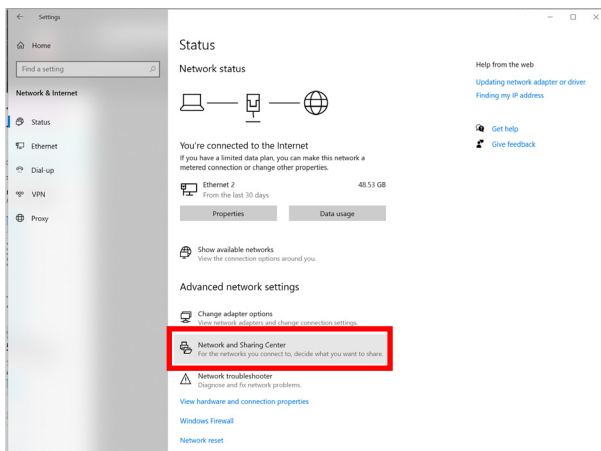 Settings
Home
Find a setting
Network & Internet
Status
Ethernet
Dial-up
VPN
Proxy
Status
Network status
You're connected to the Internet
If you have a limited data plan, you can make this network a
metered connection or change other properties.
Ethernet 2 48.53 GB
From the last 30 days
Properties Data usage
Show available networks
View the connection options around you.
Advanced network settings
Change adapter options
View network adapters and change connection settings.
Network and Sharing Center
For the networks you connect to, decide what you want to share.
Network troubleshooter
Diagnose and fix network problems.
View hardware and connection properties
Windows Firewall
Network reset
Help from the web
Updating network adapter or driver
Finding my IP address
Get help
Give feedback